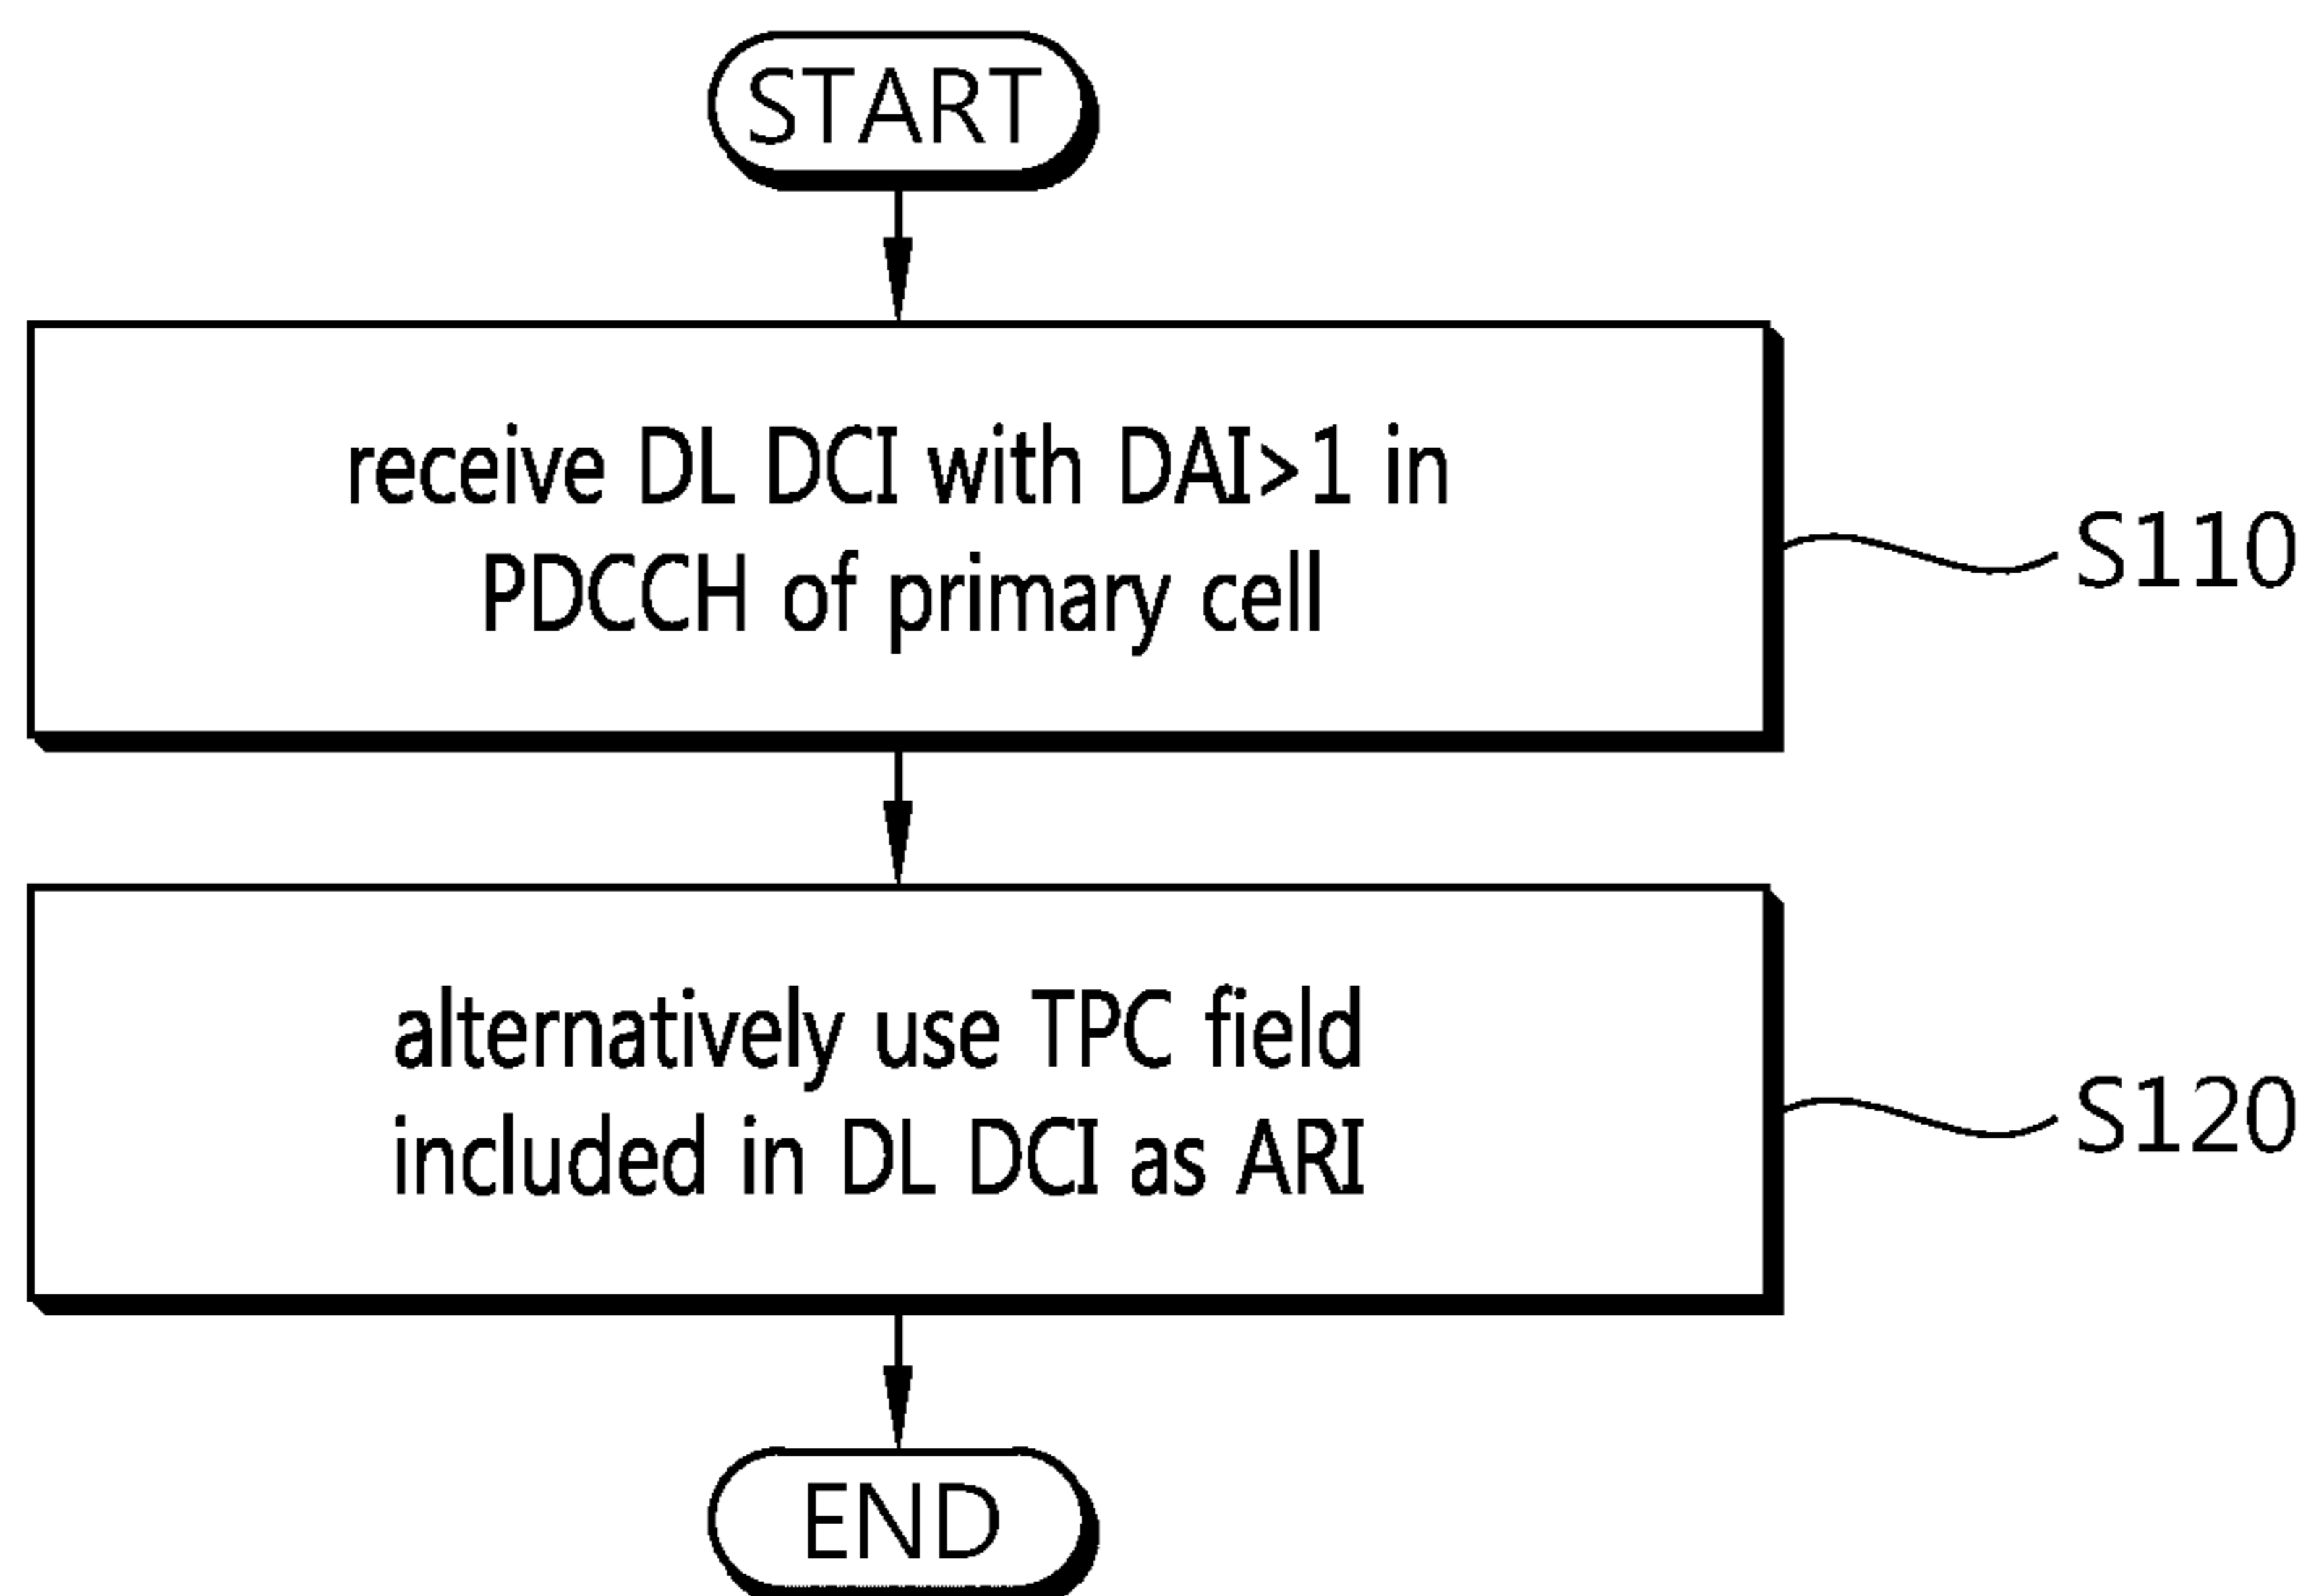 START
receive DL DCI with DAI>1 in
PDCCH of primary cell
S110
alternatively use TPC field
included in DL DCI as ARI
S120
END